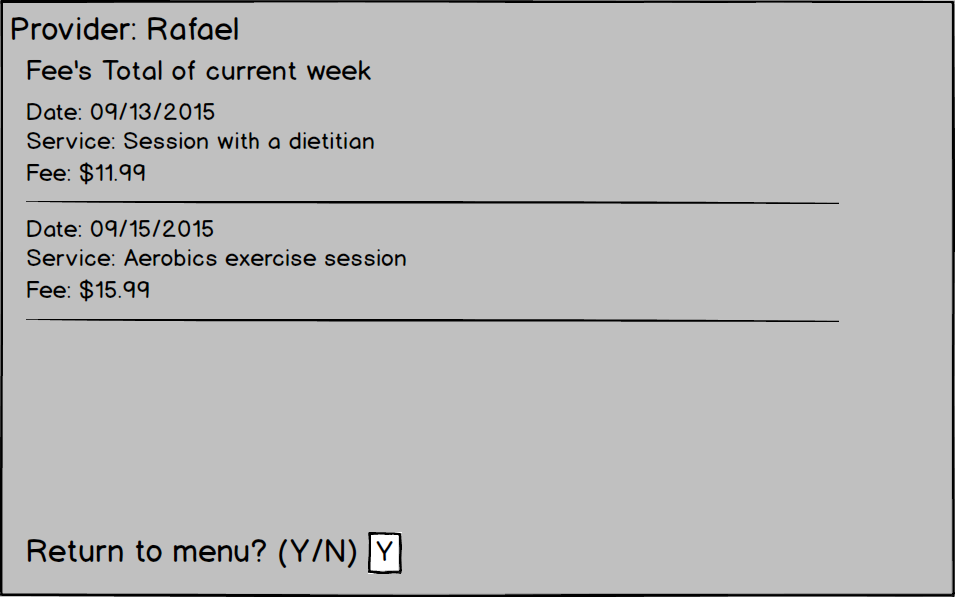 Provider: Rafael
Fee's Total of current week
Date: 09/13/2015
Service: Session with a dietitian
Fee: $11.99
Date: 09/15/2015
Service: Aerobics exercise session
Fee: $15.99
Return to menu? (Y/N) Y